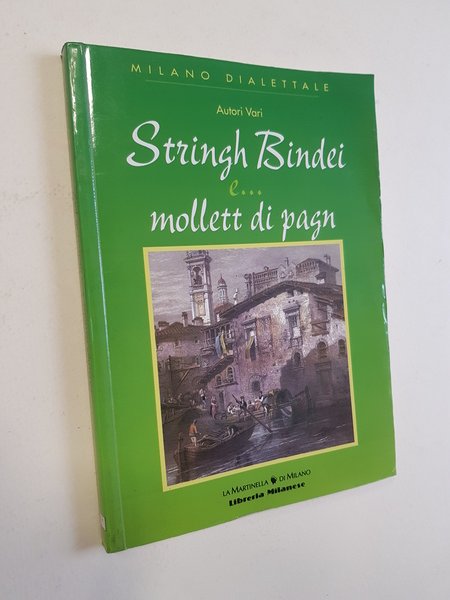 MILANO DIALETTALE
Autori Vari
Stringh Bindei
e...
mollett di pagn
LA MARTINELLA DI MILANO
Libreria Milanese